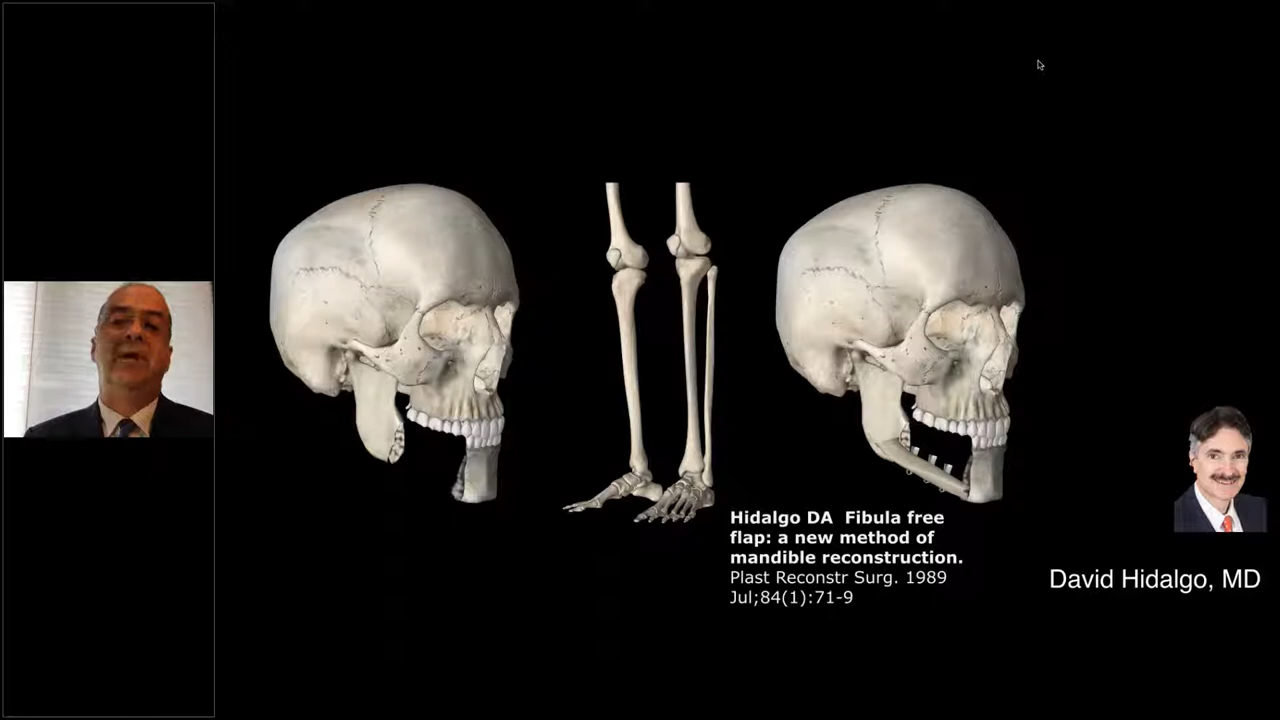 Hidalgo DA  Fibula free
flap: a new method of
mandible reconstruction.
Plast Reconstr Surg. 1989
Jul;84(1):71-9
David Hidalgo, MD